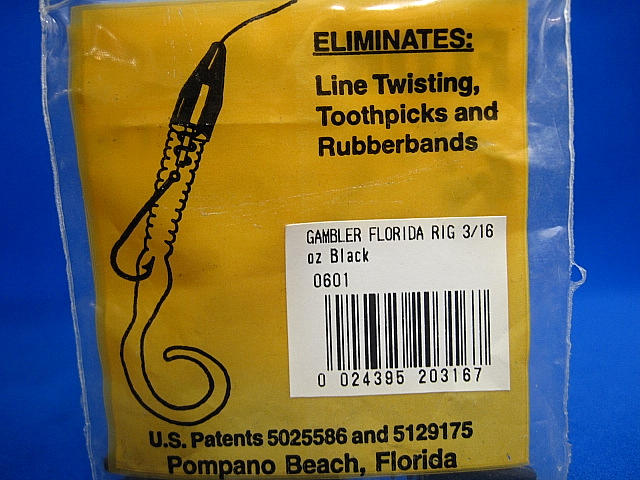 ELIMINATES:
Line Twisting,
Toothpicks and
Rubberbands
GAMBLER FLORIDA RIG 3/16
oz Black
0601
0 024395 203167
U.S. Patents 5025586 and 5129175
Pompano Beach, Florida